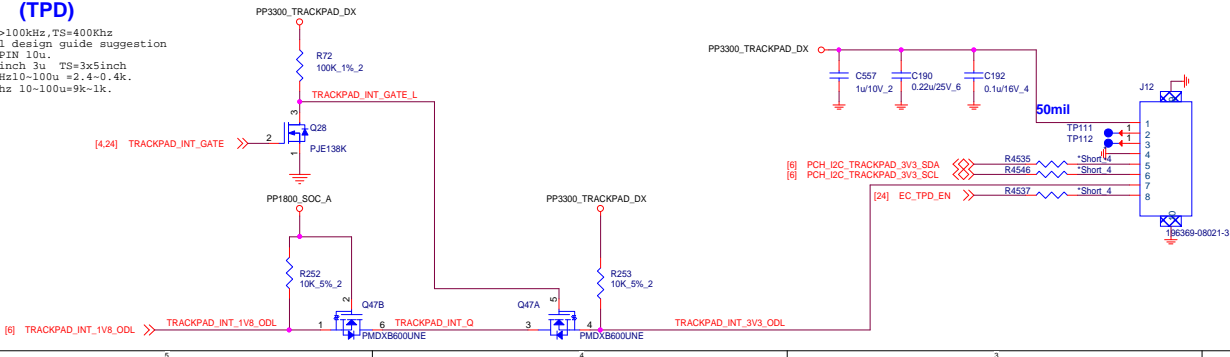 (TPD)
>100kHz,TS=400Khz
l design guide suggestion
PIN 10u.
inch 3u TS=3x5inch
Hz10~100u =2.4~0.4k.
hz 10~100u=9k~1k.
PP3300_TRACKPAD_DX
R72
100K_1%_2
TRACKPAD_INT_GATE_L
3
Q28
[4,24] TRACKPAD_INT_GATE
2
1
PJE138K
PP3300_TRACKPAD_DX
C557
1u/10V_2
C190
0.22u/25V_6
C192
0.1u/16V_4
J12
50mil
TP111
TP112
1
1
1
2
3
4
5
6
7
8
[6] PCH_I2C_TRACKPAD_3V3_SDA
R4535
*Short_4
[6] PCH_I2C_TRACKPAD_3V3_SCL
R4546
*Short_4
[24] EC_TPD_EN
R4537
*Short_4
196369-08021-3
PP1800_SOC_A
PP3300_TRACKPAD_DX
R252
10K_5%_2
R253
10K_5%_2
Q47B
2
Q47A
5
[6] TRACKPAD_INT_1V8_ODL
TRACKPAD_INT_1V8_ODL
1
6
TRACKPAD_INT_Q
3
4
TRACKPAD_INT_3V3_ODL
PMDXB600UNE
PMDXB600UNE
5
4
3